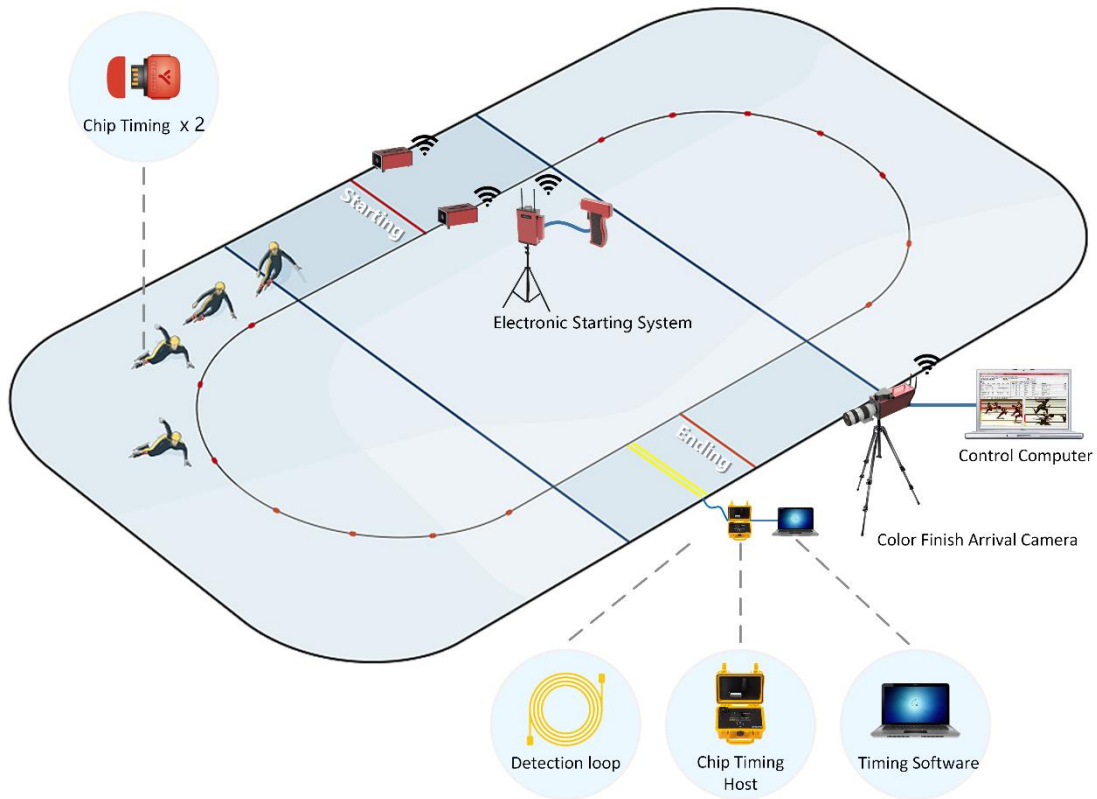 Chip Timing x 2
Starting
Electronic Starting System
Ending
Control Computer
Color Finish Arrival Camera
Detection loop
Chip Timing
Host
Timing Software